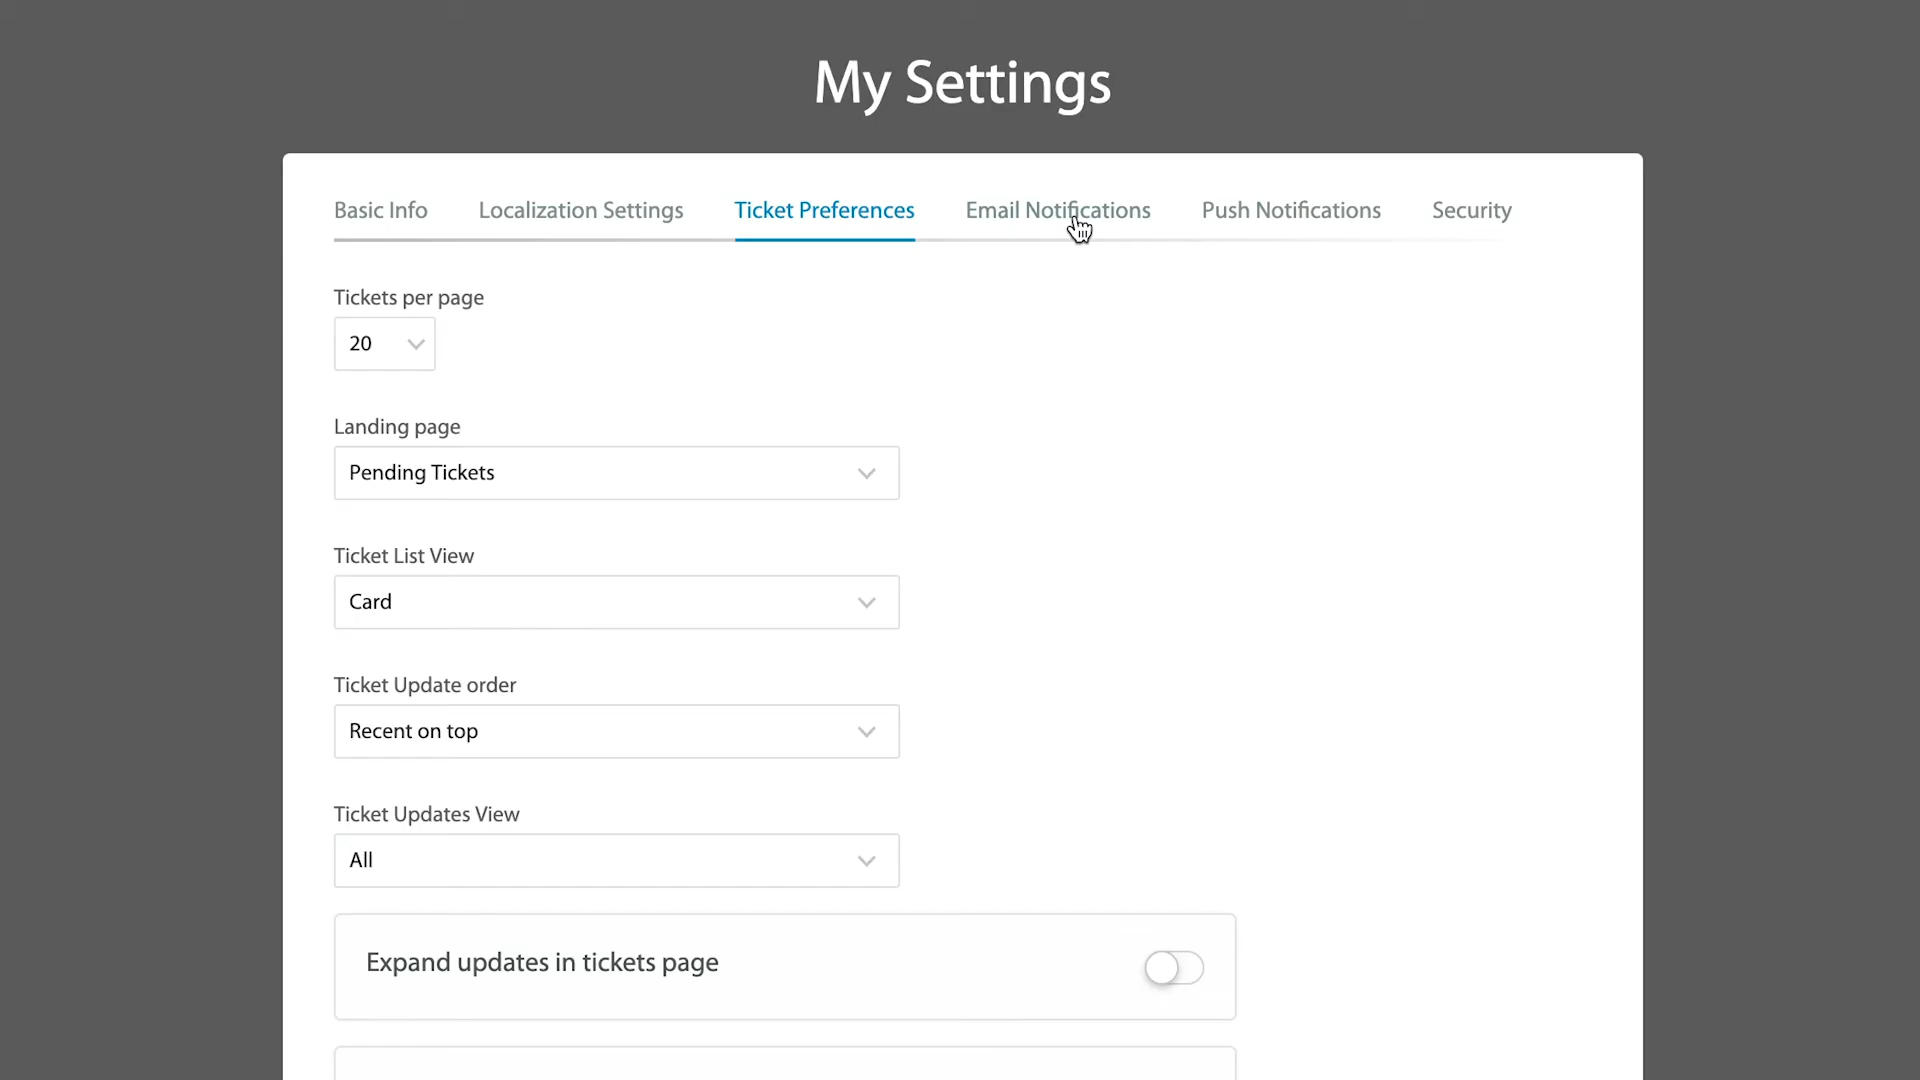 My Settings
Basic Info Localization Settings Ticket Preferences Email Notifications Push Notifications Security
Tickets per page
20
Landing page
Pending Tickets
Ticket List View
Card
Ticket Update order
Recent on top
Ticket Updates View
All
Expand updates in tickets page